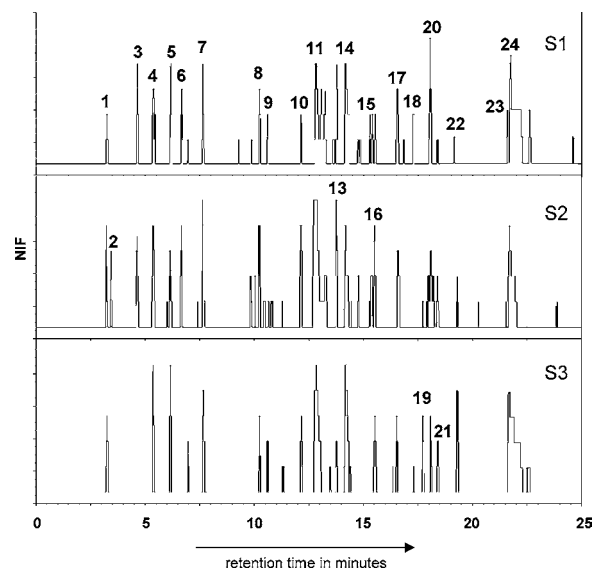 20
S1
3 5 7 11 14 24
4 6 8 17
1 9 10 15 18 23
22
13 S2
2 16
NIF
S3
19
21
0 5 10 15 20 25
retention time in minutes